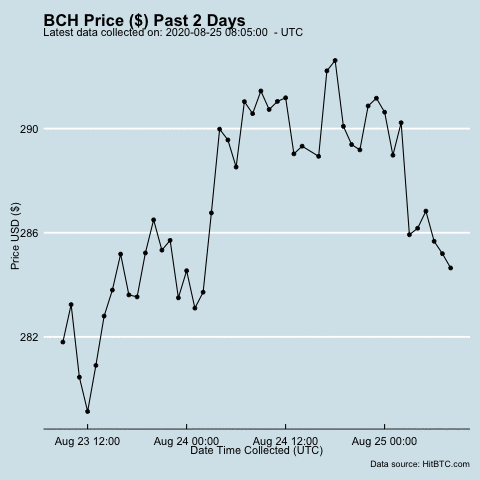 BCH Price ($) Past 2 Days
Latest data collected on: 2020-08-25 08:05:00 - UTC
290
286
282
Price USD ($)
Aug 23 12:00 Aug 24 00:00 Aug 24 12:00 Aug 25 00:00
Date Time Collected (UTC)
Data source: HitBTC.com